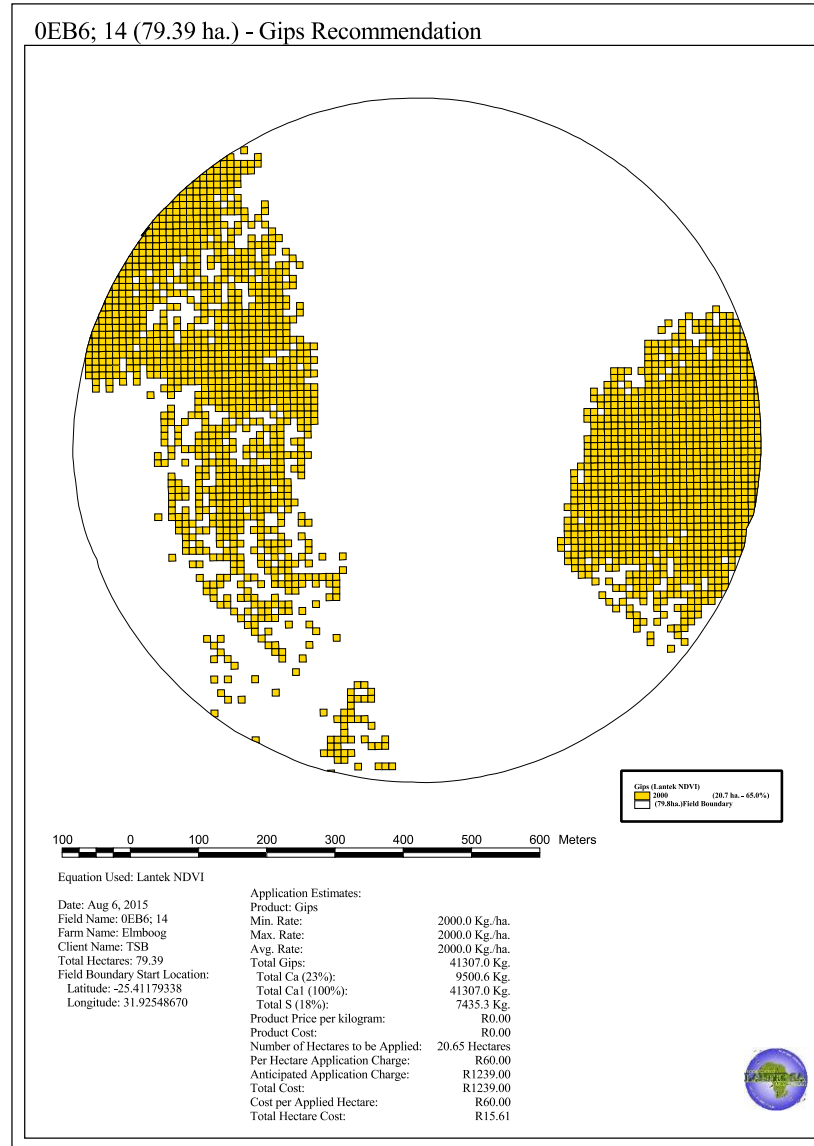 0EB6; 14 (79.39 ha.) - Gips Recommendation
Gips (Lantek NDVI)
2000 (20.7 ha. - 65.0%)
(79.8ha.)Field Boundary
100 0 100 200 300 400 500 600 Meters
Equation Used: Lantek NDVI
Date: Aug 6, 2015
Field Name: 0EB6; 14
Farm Name: Elmboog
Client Name: TSB
Total Hectares: 79.39
Field Boundary Start Location:
Latitude: -25.41179338
Longitude: 31.92548670
Application Estimates:
Product: Gips
Min. Rate: 2000.0 Kg./ha.
Max. Rate: 2000.0 Kg./ha.
Avg. Rate: 2000.0 Kg./ha.
Total Gips: 41307.0 Kg.
Total Ca (23%): 9500.6 Kg.
Total Ca1 (100%): 41307.0 Kg.
Total S (18%): 7435.3 Kg.
Product Price per kilogram: R0.00
Product Cost: R0.00
Number of Hectares to be Applied: 20.65 Hectares
Per Hectare Application Charge: R60.00
Anticipated Application Charge: R1239.00
Total Cost: R1239.00
Cost per Applied Hectare: R60.00
Total Hectare Cost: R15.61